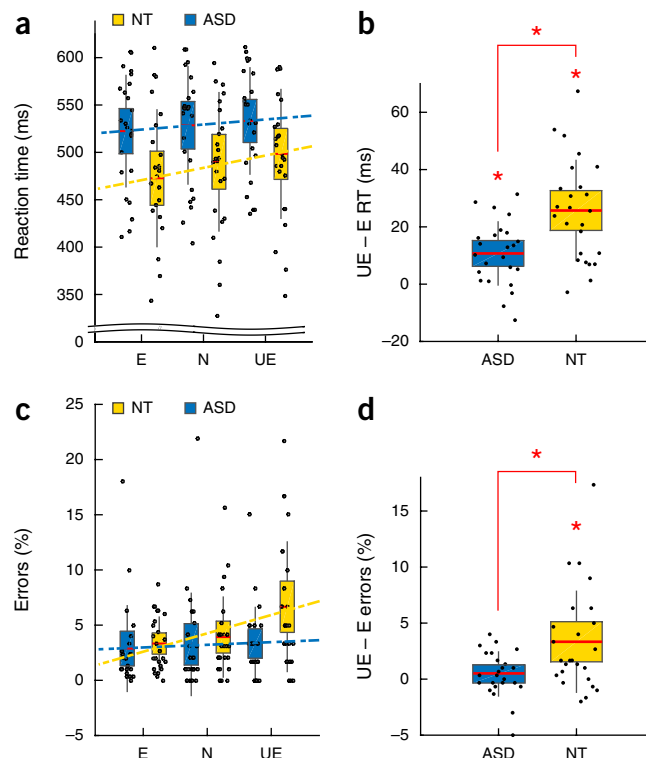 a
NT ASD
Reaction time (ms)
600
550
500
450
400
350
300
0
E N UE
b
UE – E RT (ms)
60
40
20
0
–20
*
*
*
ASD NT
c
NT ASD
Errors (%)
25
20
15
10
5
0
–5
E N UE
d
UE – E errors (%)
15
10
5
0
–5
*
*
ASD NT